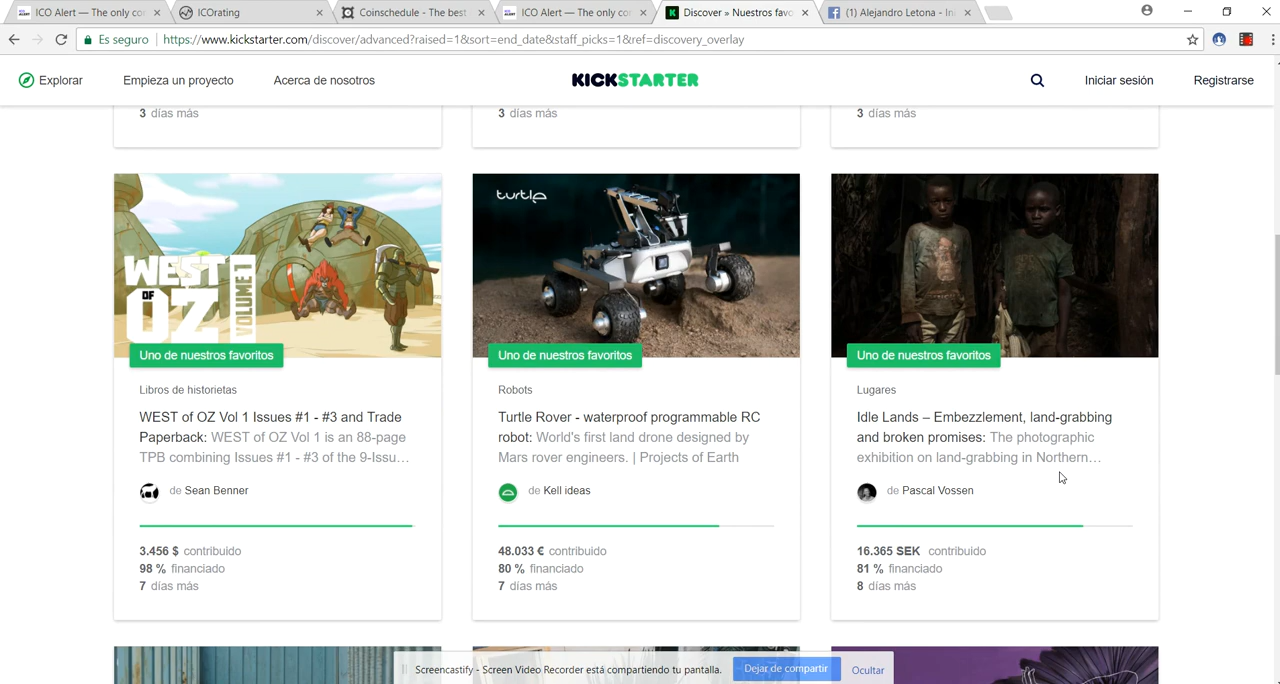 ICO Alert — The only co
ICOrating
Coinschedule - The best
ICO Alert — The only co
Discover » Nuestros favo
(1) Alejandro Letona - Ini
Es seguro
https://www.kickstarter.com/discover/advanced?raised=1&sort=end_date&staff_picks=1&ref=discovery_overlay
Explorar
Empieza un proyecto
Acerca de nosotros
KICKSTARTER
Iniciar sesión
Registrarse
3 días más
3 días más
3 días más
WEST
OF
OZ
VOLUME 1
Uno de nuestros favoritos
Libros de historietas
WEST of OZ Vol 1 Issues #1 - #3 and Trade
Paperback: WEST of OZ Vol 1 is an 88-page
TPB combining Issues #1 - #3 of the 9-Issu…
de Sean Benner
3.456 $ contribuido
98 % financiado
7 días más
turtle
Uno de nuestros favoritos
Robots
Turtle Rover - waterproof programmable RC
robot: World's first land drone designed by
Mars rover engineers. | Projects of Earth
de Kell ideas
48.033 € contribuido
80 % financiado
7 días más
Uno de nuestros favoritos
Lugares
Idle Lands – Embezzlement, land-grabbing
and broken promises: The photographic
exhibition on land-grabbing in Northern…
de Pascal Vossen
16.365 SEK contribuido
81 % financiado
8 días más
Screencastify - Screen Video Recorder está compartiendo tu pantalla.
Dejar de compartir
Ocultar